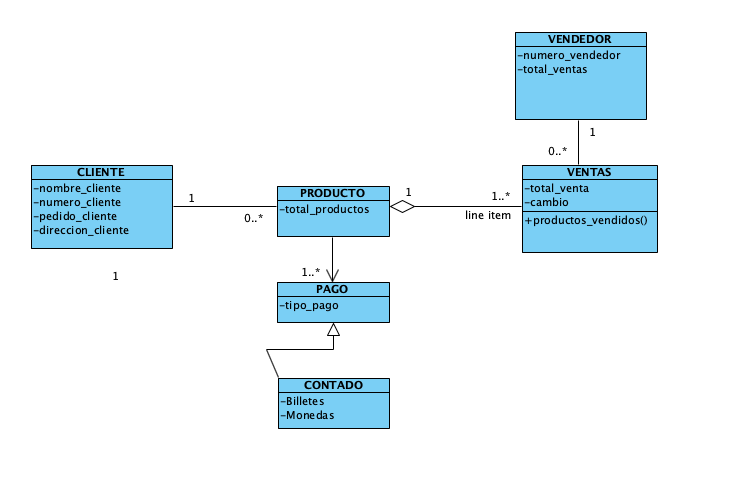 VENDEDOR
-numero_vendedor
-total_ventas
1
0..*
CLIENTE
-nombre_cliente
-numero_cliente
-pedido_cliente
-direccion_cliente
1
0..*
1
PRODUCTO
-total_productos
1
1..*
line item
VENTAS
-total_venta
-cambio
+productos_vendidos()
1..*
PAGO
-tipo_pago
CONTADO
-Billetes
-Monedas